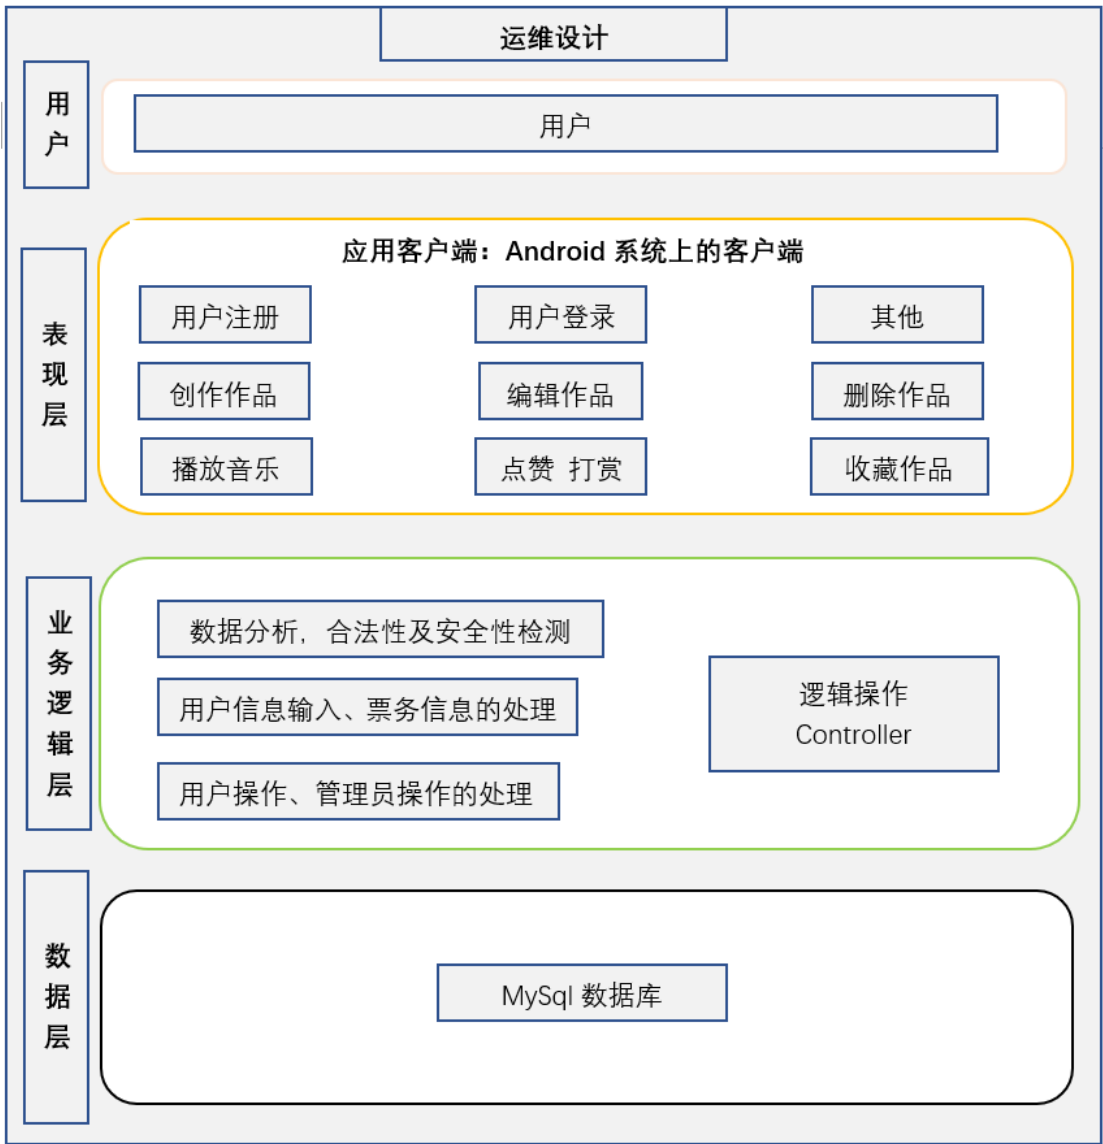 运维设计
用户
用户
表现层
应用客户端：Android 系统上的客户端
用户注册
用户登录
其他
创作作品
编辑作品
删除作品
播放音乐
点赞 打赏
收藏作品
业务逻辑层
数据分析，合法性及安全性检测
用户信息输入、票务信息的处理
用户操作、管理员操作的处理
逻辑操作
Controller
数据层
MySql 数据库